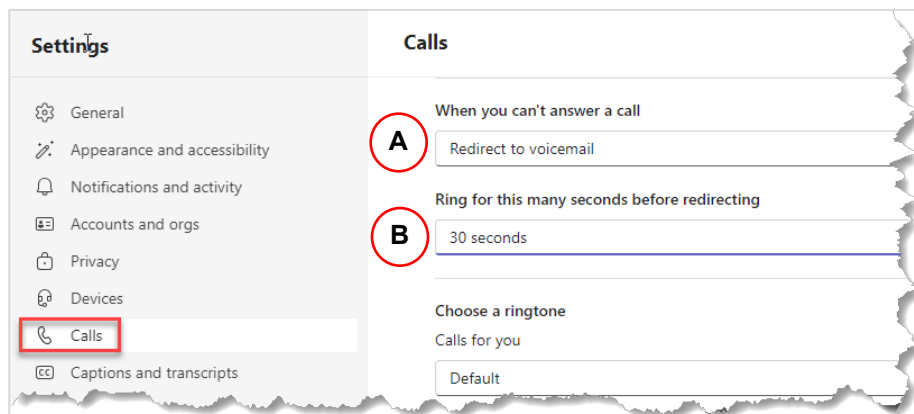 Settings
General
Appearance and accessibility
Notifications and activity
Accounts and orgs
Privacy
Devices
Calls
CC Captions and transcripts
Calls
When you can't answer a call
A Redirect to voicemail
Ring for this many seconds before redirecting
B 30 seconds
Choose a ringtone
Calls for you
Default